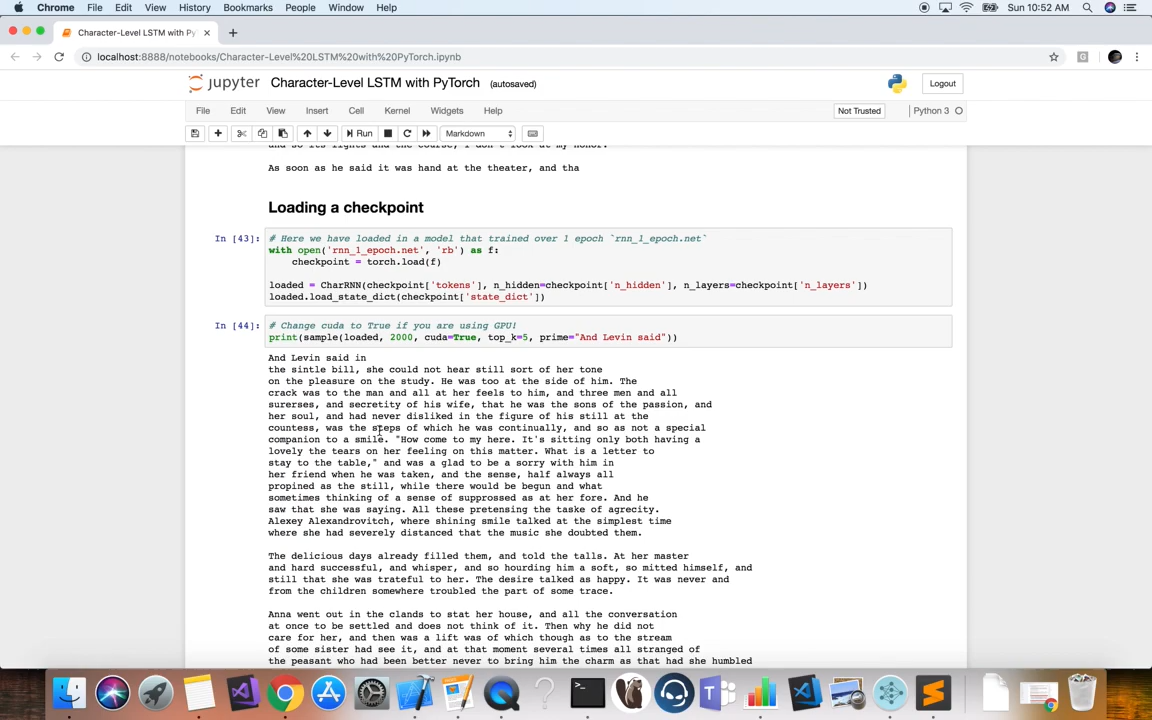 Chrome File Edit View History Bookmarks People Window Help Sun 10:52 AM
Character-Level LSTM with Py
localhost:8888/notebooks/Character-Level%20LSTM%20with%20PyTorch.ipynb
jupyter Character-Level LSTM with PyTorch (autosaved) Logout
File Edit View Insert Cell Kernel Widgets Help Not Trusted Python 3
Run Markdown
and so its lights and the course, I don't look at my honor.
As soon as he said it was hand at the theater, and tha
Loading a checkpoint
In [43]: # Here we have loaded in a model that trained over 1 epoch `rnn_1_epoch.net`
with open('rnn_1_epoch.net', 'rb') as f:
checkpoint = torch.load(f)
loaded = CharRNN(checkpoint['tokens'], n_hidden=checkpoint['n_hidden'], n_layers=checkpoint['n_layers'])
loaded.load_state_dict(checkpoint['state_dict'])
In [44]: # Change cuda to True if you are using GPU!
print(sample(loaded, 2000, cuda=True, top_k=5, prime="And Levin said"))
And Levin said in
the sintle bill, she could not hear still sort of her tone
on the pleasure on the study. He was too at the side of him. The
crack was to the man and all at her feels to him, and three men and all
surerses, and secretity of his wife, that he was the sons of the passion, and
her soul, and had never disliked in the figure of his still at the
countess, was the steps of which he was continually, and so as not a special
companion to a smile. "How come to my here. It's sitting only both having a
lovely the tears on her feeling on this matter. What is a letter to
stay to the table," and was a glad to be a sorry with him in
her friend when he was taken, and the sense, half always all
propined as the still, while there would be begun and what
sometimes thinking of a sense of supprossed as at her fore. And he
saw that she was saying. All these pretensing the taske of agrecity.
Alexey Alexandrovitch, where shining smile talked at the simplest time
where she had severely distanced that the music she doubted them.
The delicious days already filled them, and told the talls. At her master
and hard successful, and whisper, and so hourding him a soft, so mitted himself, and
still that she was trateful to her. The desire talked as happy. It was never and
from the children somewhere troubled the part of some trace.
Anna went out in the clands to stat her house, and all the conversation
at once to be settled and does not think of it. Then why he did not
care for her, and then was a lift was of which though as to the stream
of some sister had see it, and at that moment several times all stranged of
the peasant who had been better never to bring him the charm as that had she humbled